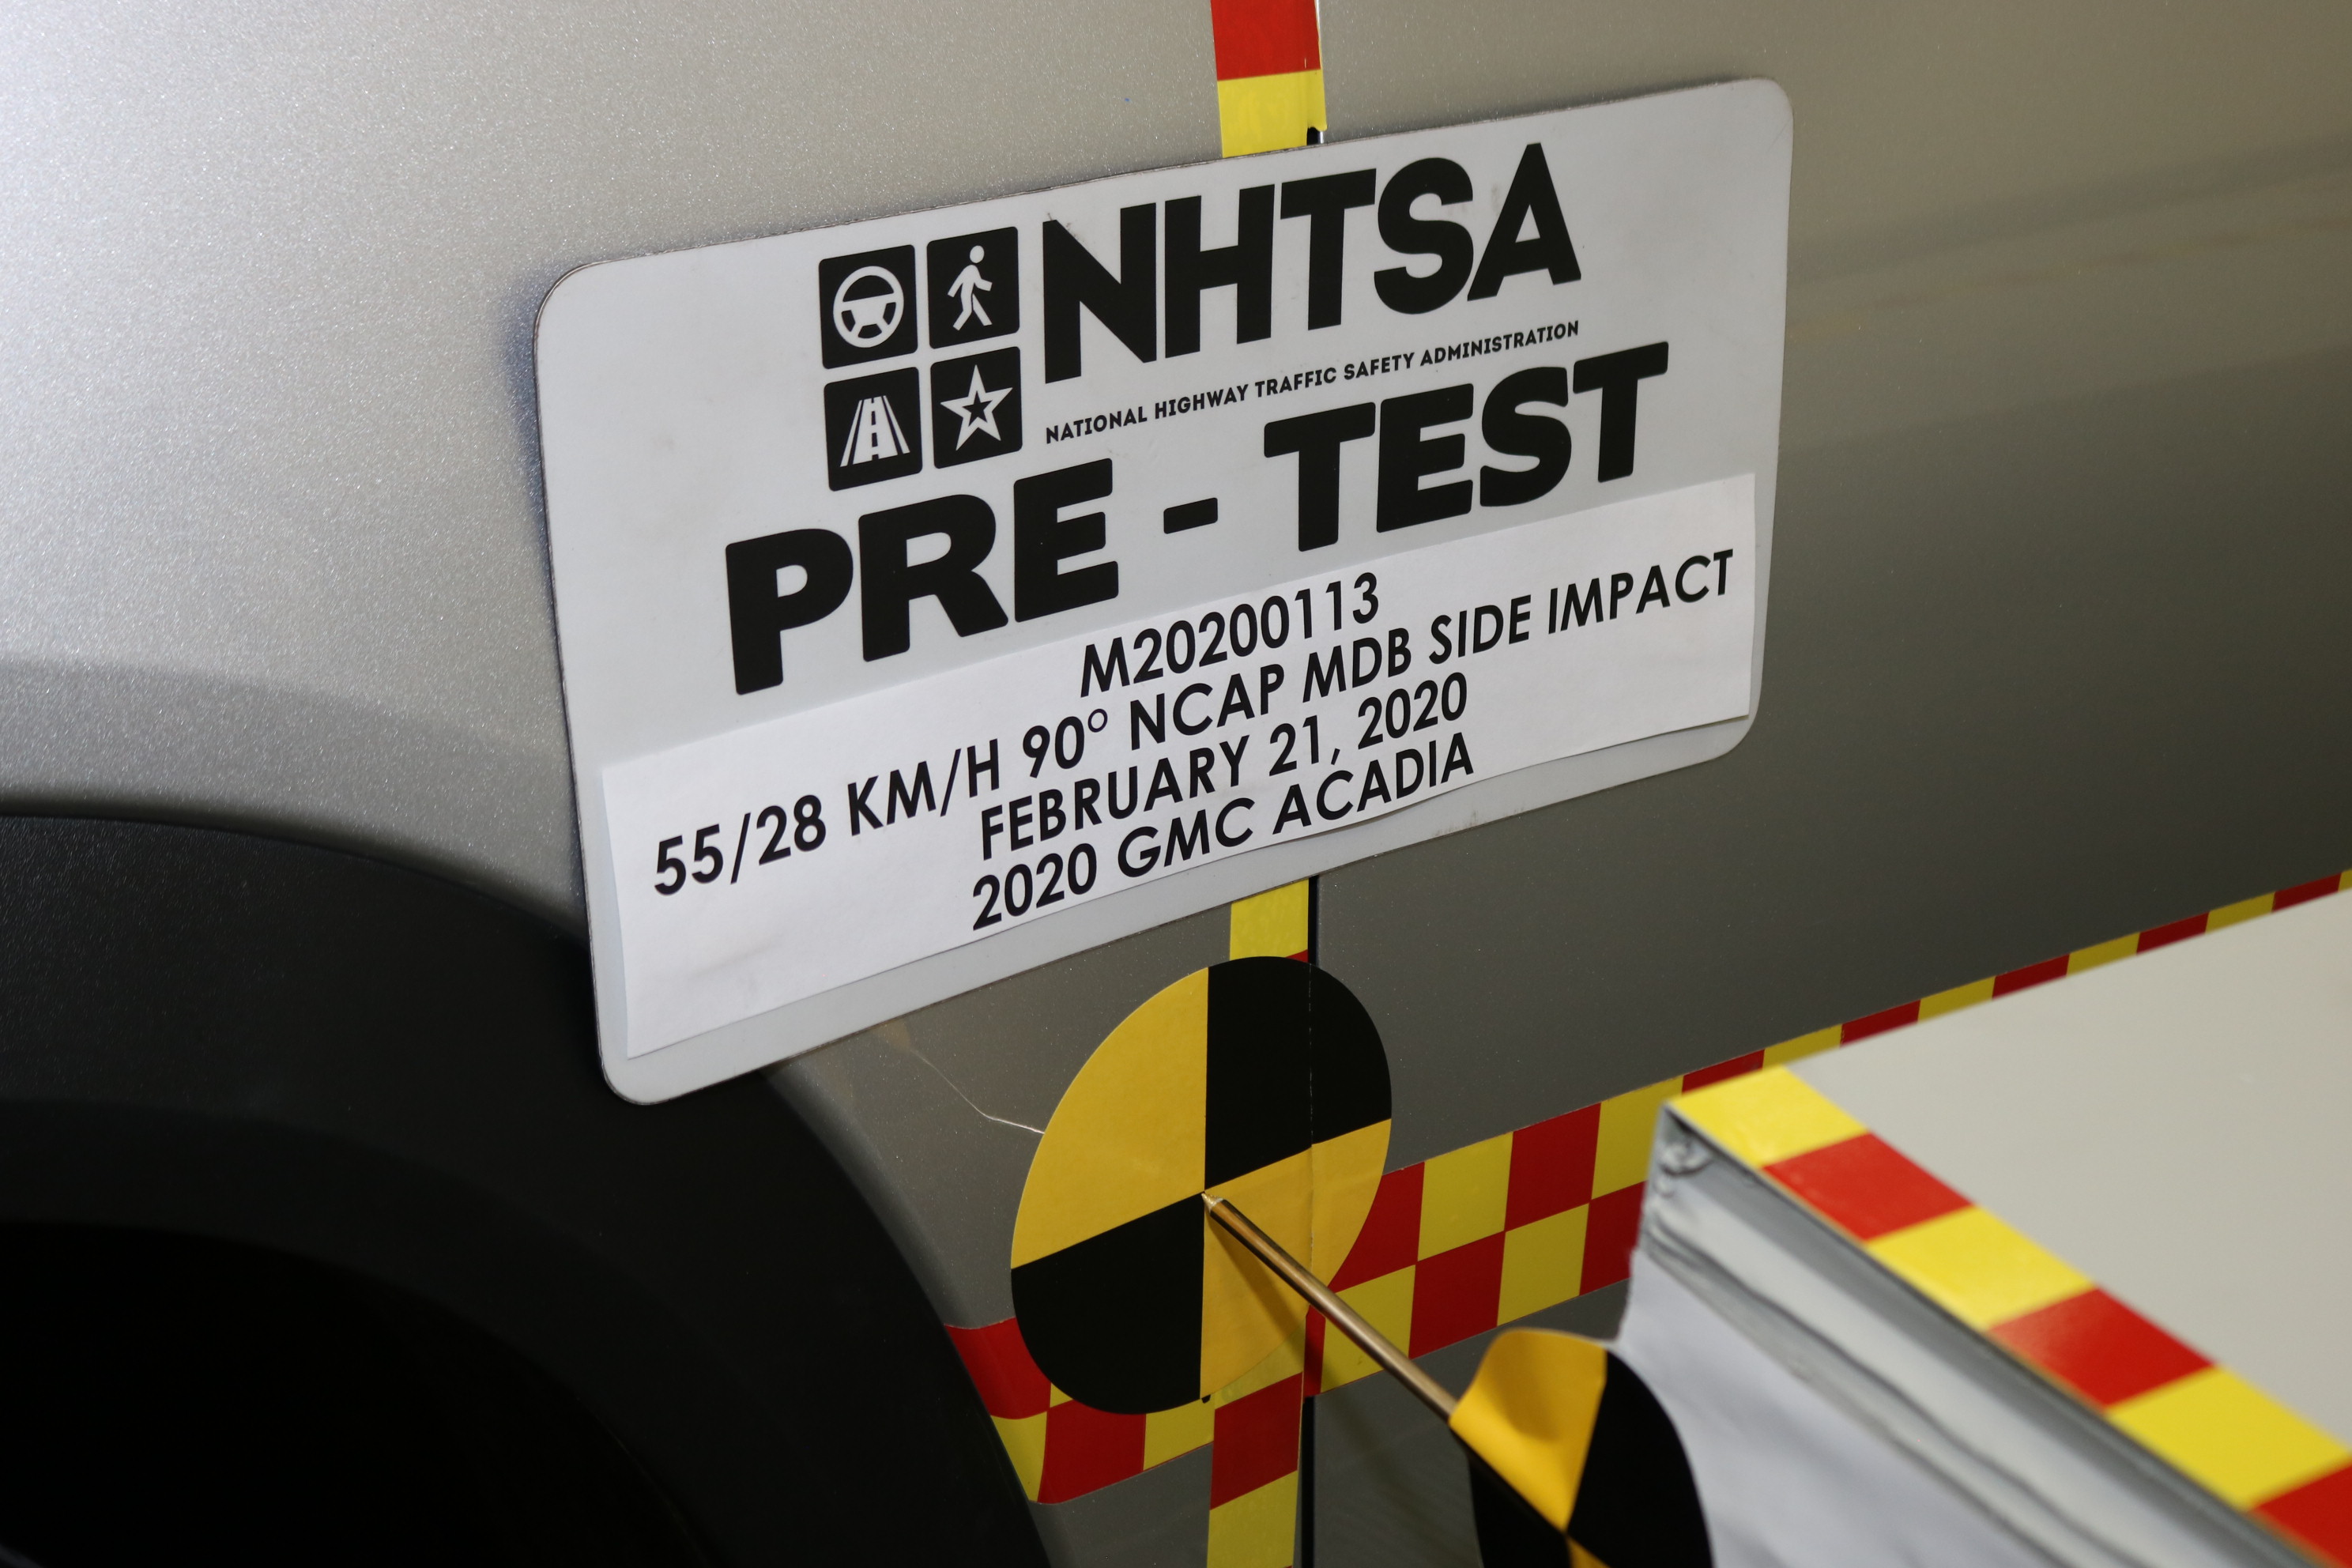 NHTSA
NATIONAL HIGHWAY TRAFFIC SAFETY ADMINISTRATION
PRE - TEST
M20200113
55/28 KM/H 90° NCAP MDB SIDE IMPACT
FEBRUARY 21, 2020
2020 GMC ACADIA